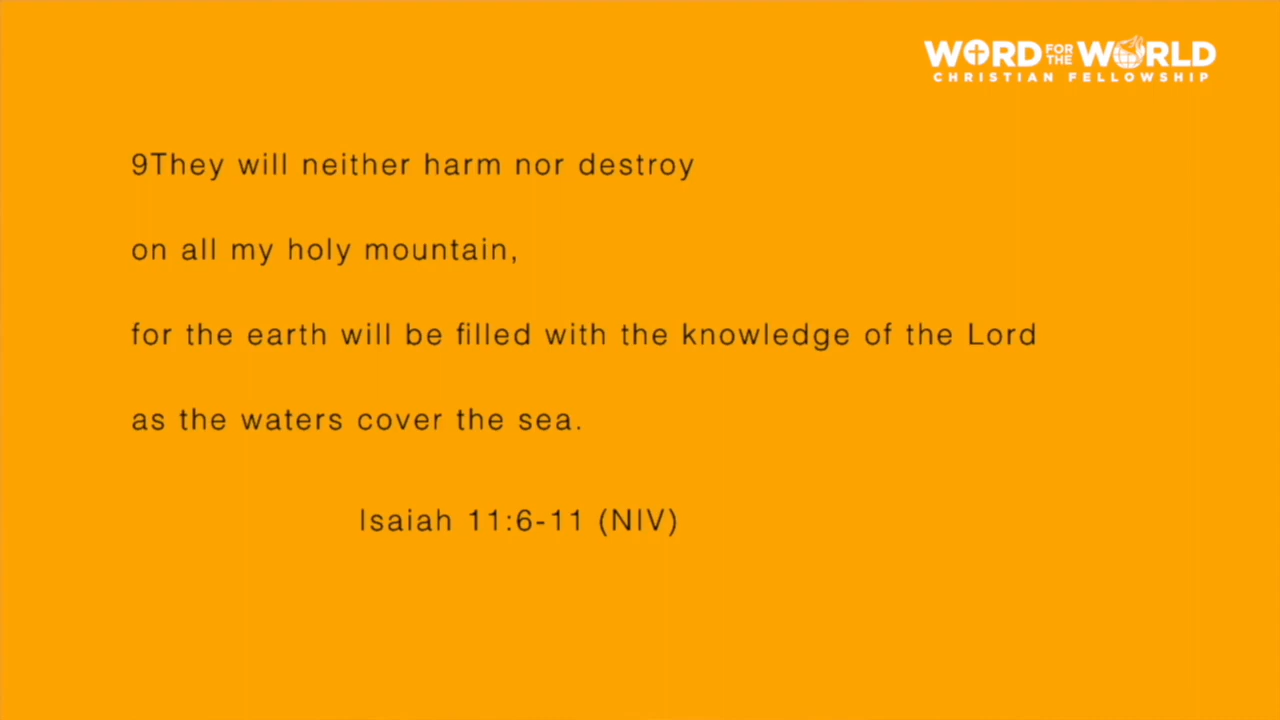 WORD FOR THE WORLD
CHRISTIAN FELLOWSHIP
9They will neither harm nor destroy
on all my holy mountain,
for the earth will be filled with the knowledge of the Lord
as the waters cover the sea.
Isaiah 11:6-11 (NIV)